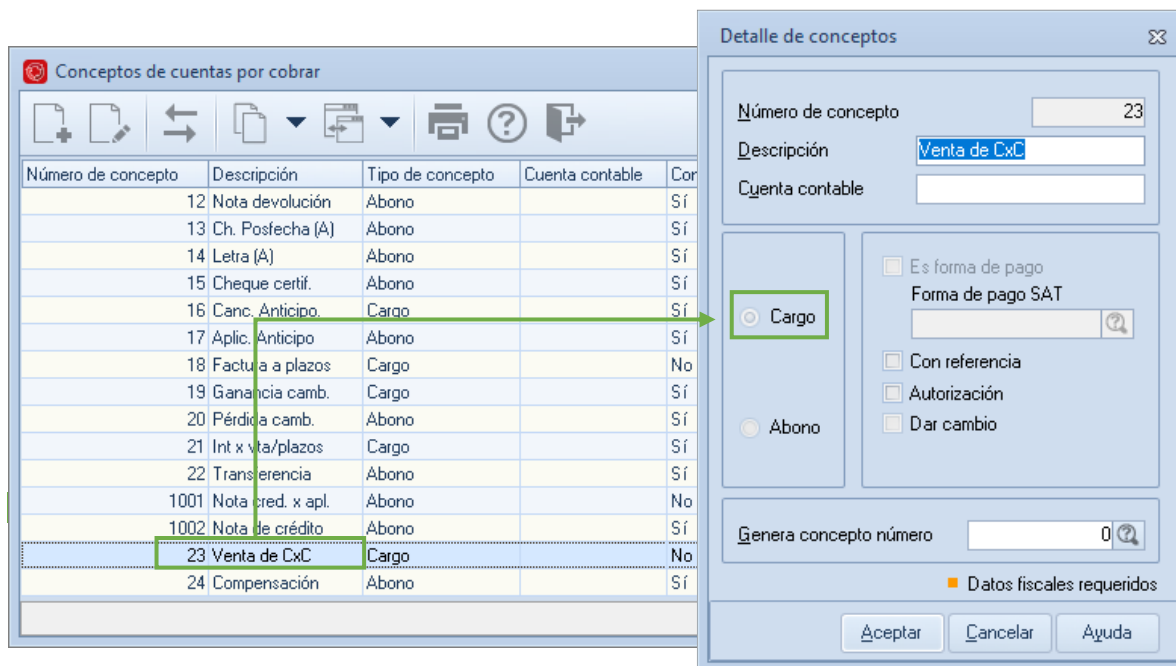 Conceptos de cuentas por cobrar
Número de concepto Descripción Tipo de concepto Cuenta contable Con
12 Nota devolución Abono Sí
13 Ch. Posfecha (A) Abono Sí
14 Letra (A) Abono Sí
15 Cheque certif. Abono Sí
16 Canc. Anticipo. Cargo Sí
17 Aplic. Anticipo Abono Sí
18 Factura a plazos Cargo No
19 Ganancia camb. Cargo Sí
20 Pérdida camb. Abono Sí
21 Int x vta/plazos Cargo Sí
22 Transferencia Abono Sí
1001 Nota cred. x apl. Abono No
1002 Nota de crédito Abono Sí
23 Venta de CxC Cargo No
24 Compensación Abono Sí
Detalle de conceptos
Número de concepto 23
Descripción Venta de CxC
Cuenta contable
Cargo
Abono
Es forma de pago
Forma de pago SAT
Con referencia
Autorización
Dar cambio
Genera concepto número 0
Datos fiscales requeridos
Aceptar Cancelar Ayuda